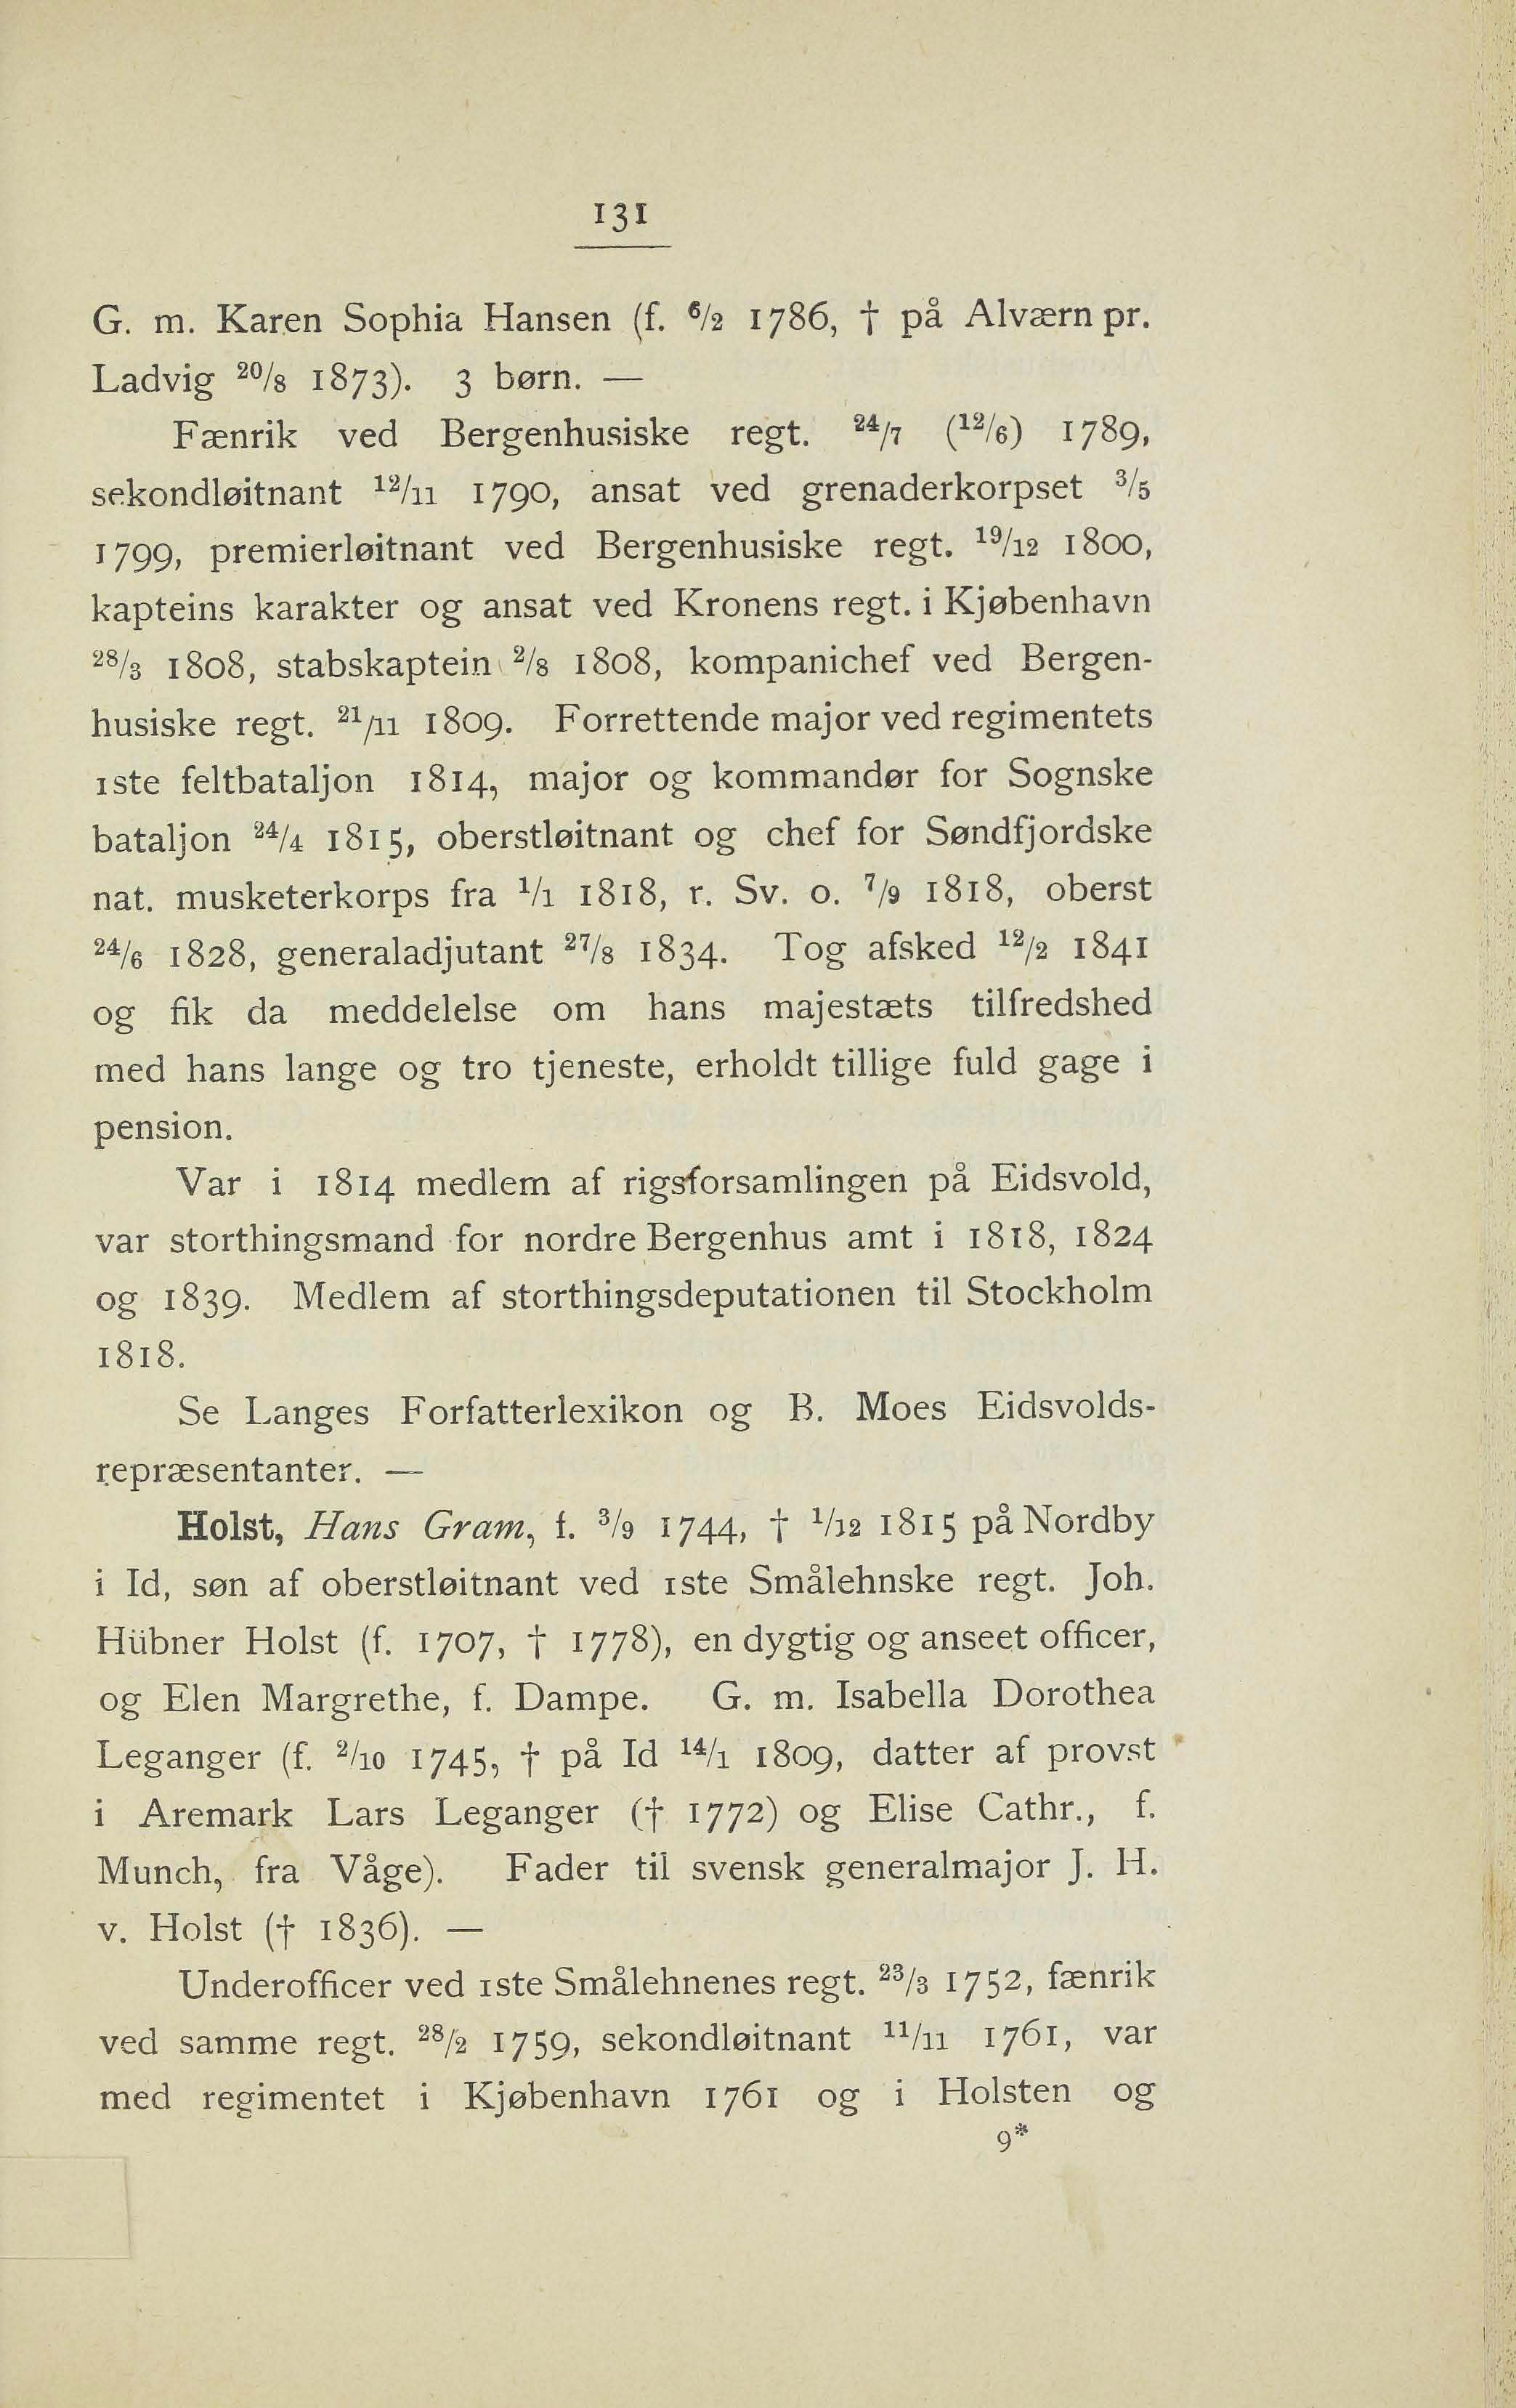 131
G. m. Karen Sophia Hansen (f. 6/2 1786, † på Alværn pr.
Ladvig 20/8 1873). 3 børn. —
Fænrik ved Bergenhusiske regt. 24/7 (12/6) 1789,
sekondløitnant 12/11 1790, ansat ved grenaderkorpset 3/5
1799, premierløitnant ved Bergenhusiske regt. 19/12 1800,
kapteins karakter og ansat ved Kronens regt. i Kjøbenhavn
28/3 1808, stabskaptein 2/8 1808, kompanichef ved Bergen-
husiske regt. 21/11 1809. Forrettende major ved regimentets
1ste feltbataljon 1814, major og kommandør for Sognske
bataljon 24/4 1815, oberstløitnant og chef for Søndfjordske
nat. musketerkorps fra 1/1 1818, r. Sv. o. 7/9 1818, oberst
24/6 1828, generaladjutant 27/8 1834. Tog afsked 12/2 1841
og fik da meddelelse om hans majestæts tilfredshed
med hans lange og tro tjeneste, erholdt tillige fuld gage i
pension.
Var i 1814 medlem af rigsforsamlingen på Eidsvold,
var storthingsmand for nordre Bergenhus amt i 1818, 1824
og 1839. Medlem af storthingsdeputationen til Stockholm
1818.
Se Langes Forfatterlexikon og B. Moes Eidsvolds-
repræsentanter. —
Holst, Hans Gram, f. 3/9 1744, † 1/12 1815 på Nordby
i Id, søn af oberstløitnant ved 1ste Smålehnske regt. Joh.
Hübner Holst (f. 1707, † 1778), en dygtig og anseet officer,
og Elen Margrethe, f. Dampe. G. m. Isabella Dorothea
Leganger (f. 2/10 1745, † på Id 14/1 1809, datter af provst
i Aremark Lars Leganger († 1772) og Elise Cathr., f.
Munch, fra Våge). Fader til svensk generalmajor J. H.
v. Holst († 1836). —
Underofficer ved 1ste Smålehnenes regt. 23/3 1752, fænrik
ved samme regt. 28/2 1759, sekondløitnant 11/11 1761, var
med regimentet i Kjøbenhavn 1761 og i Holsten og
9*